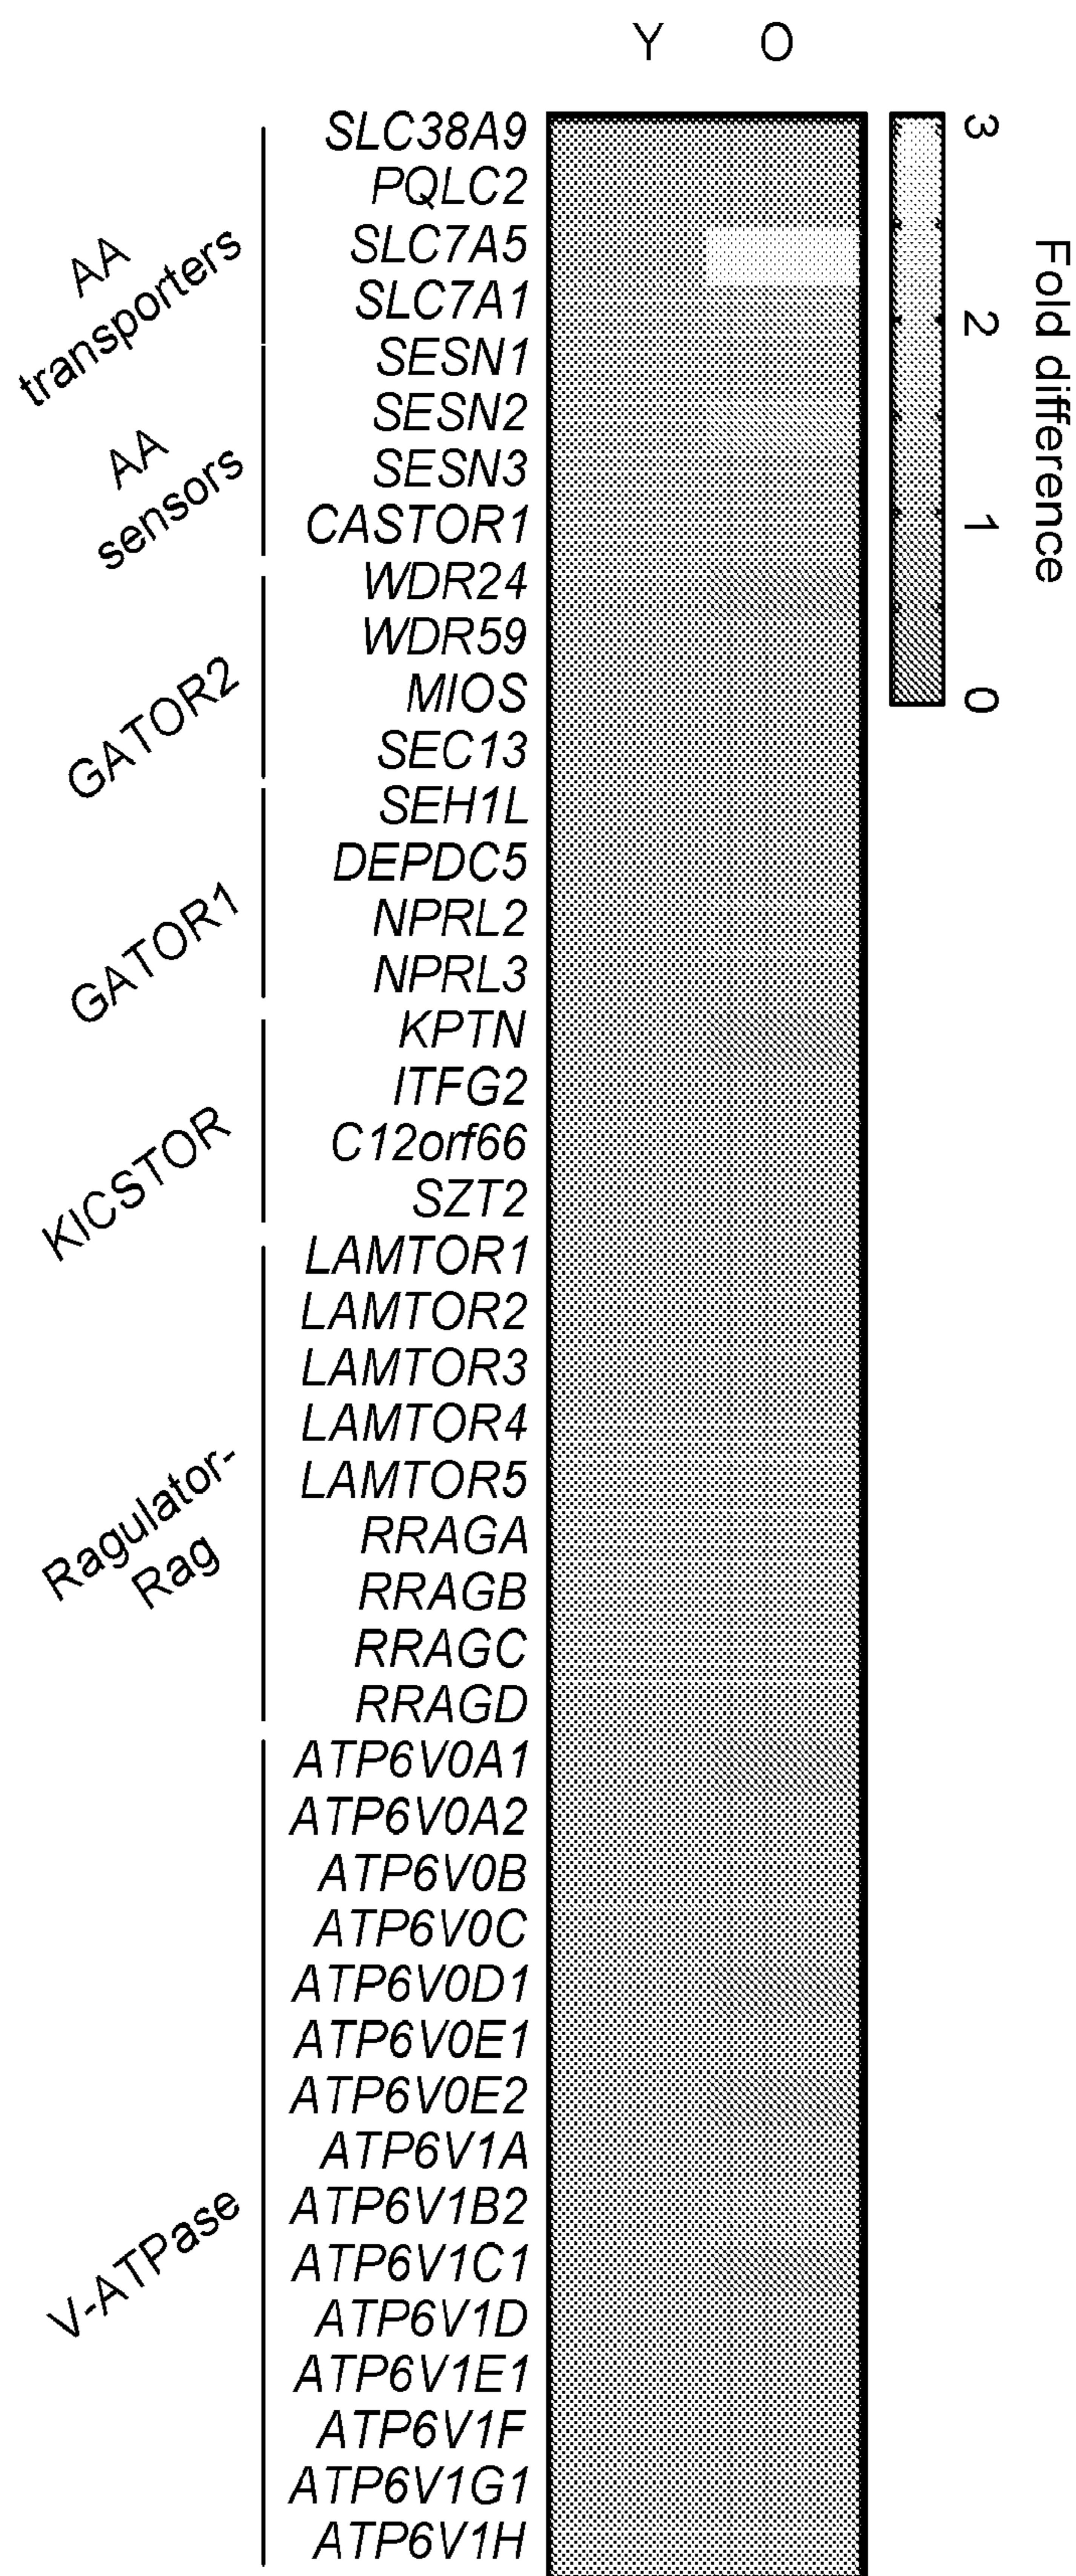 Y O
SLC38A9
PQLC2
SLC7A5
SLC7A1
SESN1
SESN2
SESN3
CASTOR1
WDR24
WDR59
MIOS
SEC13
SEH1L
DEPDC5
NPRL2
NPRL3
KPTN
ITFG2
C12orf66
SZT2
LAMTOR1
LAMTOR2
LAMTOR3
LAMTOR4
LAMTOR5
RRAGA
RRAGB
RRAGC
RRAGD
ATP6V0A1
ATP6V0A2
ATP6V0B
ATP6V0C
ATP6V0D1
ATP6V0E1
ATP6V0E2
ATP6V1A
ATP6V1B2
ATP6V1C1
ATP6V1D
ATP6V1E1
ATP6V1F
ATP6V1G1
ATP6V1H
AA
transporters
AA
sensors
GATOR2
GATOR1
KICSTOR
Ragulator-
Rag
V-ATPase
3
2
1
0
Fold difference